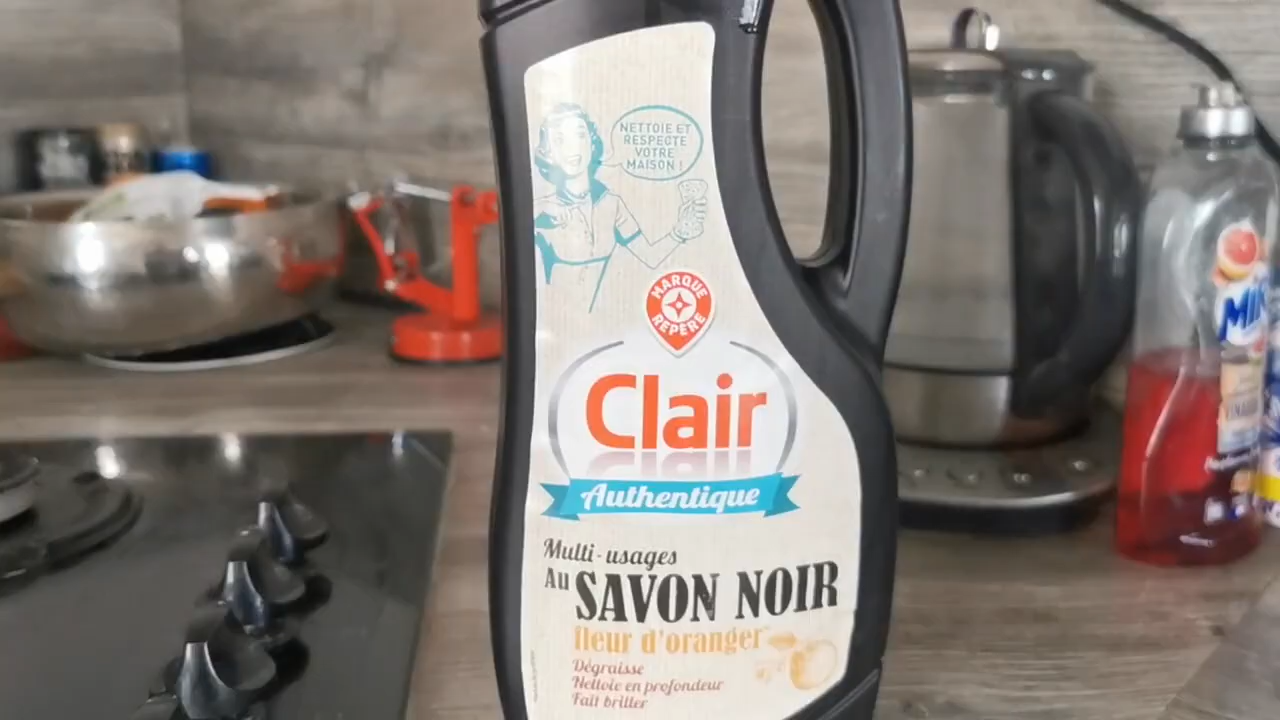 NETTOIE ET
RESPECTE
VOTRE
MAISON !
MARQUE
REPÈRE
Clair
Authentique
Multi-usages
Au SAVON NOIR
fleur d'oranger
Dégraisse
Nettoie en profondeur
Fait briller